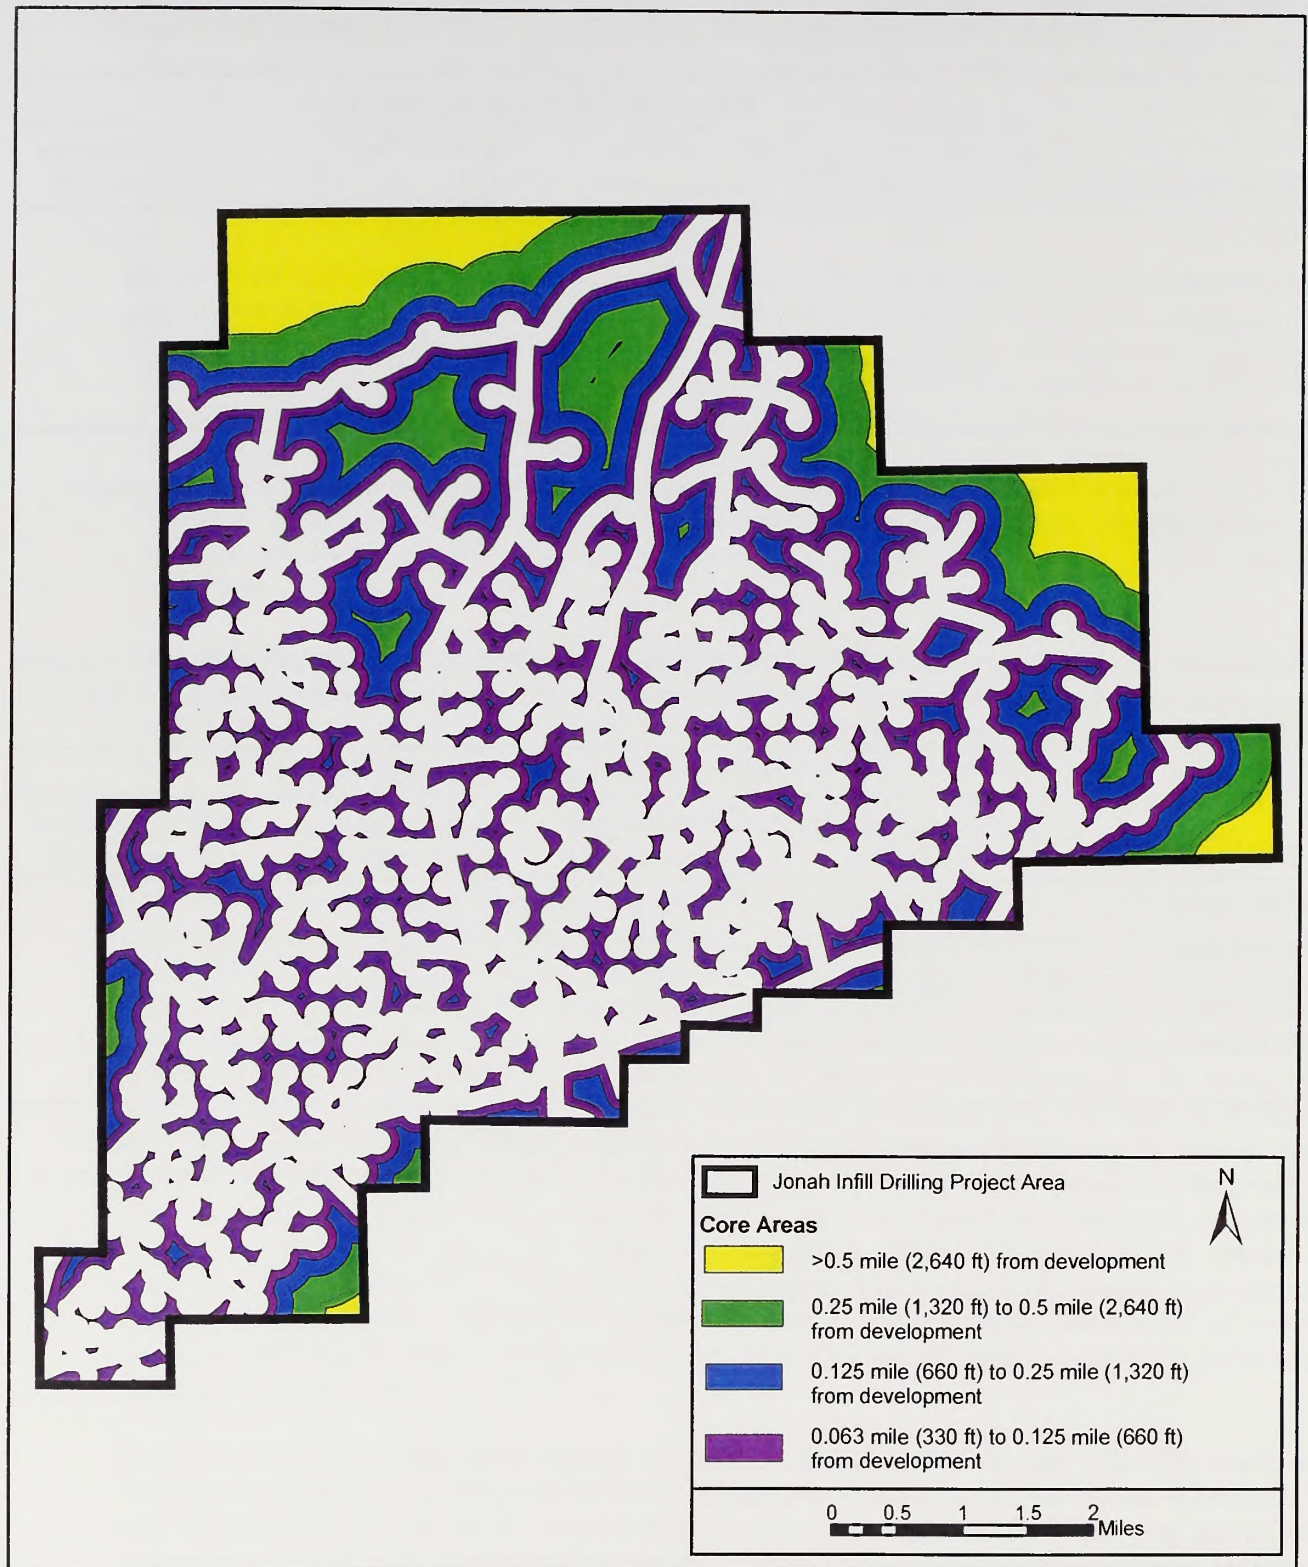 Jonah Infill Drilling Project Area
N
Core Areas
>0.5 mile (2,640 ft) from development
0.25 mile (1,320 ft) to 0.5 mile (2,640 ft)
from development
0.125 mile (660 ft) to 0.25 mile (1,320 ft)
from development
0.063 mile (330 ft) to 0.125 mile (660 ft)
from development
0 0.5 1 1.5 2
Miles